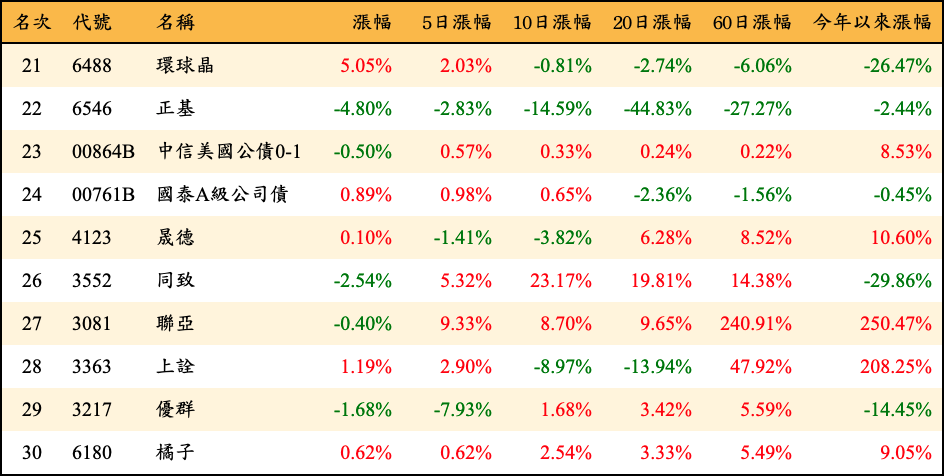 名次 代號 名稱 漲幅 5日漲幅 10日漲幅 20日漲幅 60日漲幅 今年以來漲幅
21 6488 環球晶 5.05% 2.03% -0.81% -2.74% -6.06% -26.47%
22 6546 正基 -4.80% -2.83% -14.59% -44.83% -27.27% -2.44%
23 00864B 中信美國公債0-1 -0.50% 0.57% 0.33% 0.24% 0.22% 8.53%
24 00761B 國泰A級公司債 0.89% 0.98% 0.65% -2.36% -1.56% -0.45%
25 4123 晟德 0.10% -1.41% -3.82% 6.28% 8.52% 10.60%
26 3552 同致 -2.54% 5.32% 23.17% 19.81% 14.38% -29.86%
27 3081 聯亞 -0.40% 9.33% 8.70% 9.65% 240.91% 250.47%
28 3363 上詮 1.19% 2.90% -8.97% -13.94% 47.92% 208.25%
29 3217 優群 -1.68% -7.93% 1.68% 3.42% 5.59% -14.45%
30 6180 橘子 0.62% 0.62% 2.54% 3.33% 5.49% 9.05%